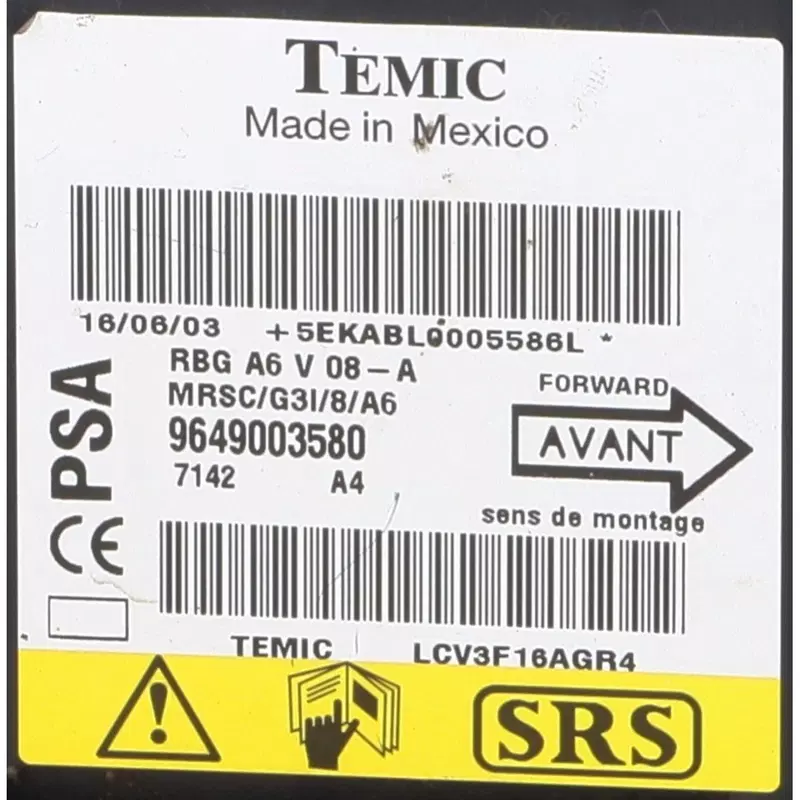 TEMIC
Made in Mexico
16/06/03 +5EKABL0005586L *
RBG A6 V 08-A
MRSC/G3I/8/A6
9649003580
7142 A4
PSA
CE
FORWARD
AVANT
sens de montage
TEMIC LCV3F16AGR4
SRS